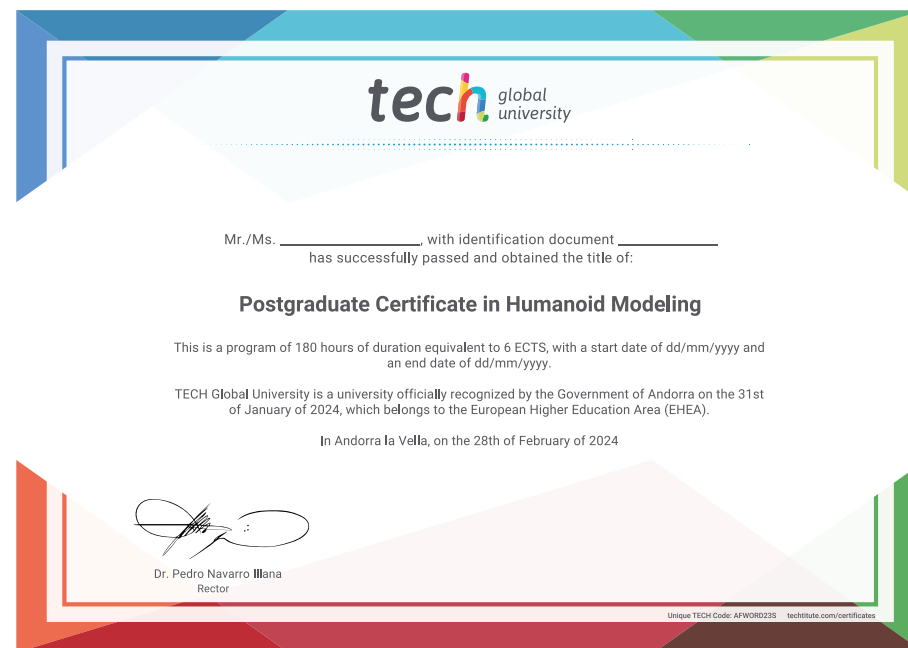 tech global university
Mr./Ms. ____________, with identification document ____________
has successfully passed and obtained the title of:
Postgraduate Certificate in Humanoid Modeling
This is a program of 180 hours of duration equivalent to 6 ECTS, with a start date of dd/mm/yyyy and
an end date of dd/mm/yyyy.
TECH Global University is a university officially recognized by the Government of Andorra on the 31st
of January of 2024, which belongs to the European Higher Education Area (EHEA).
In Andorra la Vella, on the 28th of February of 2024
Dr. Pedro Navarro Illana
Rector
Unique TECH Code: AFWORD23S techtitute.com/certificates